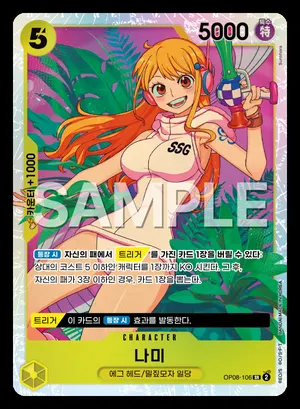 5
5000
특수
特
SSG
SAMPLE
카운터 +1000
등장 시 자신의 패에서 트리거 를 가진 카드 1장을 버릴 수 있다:
상대의 코스트 5 이하인 캐릭터를 1장까지 KO 시킨다. 그 후,
자신의 패가 3장 이하인 경우, 카드 1장을 뽑는다.
트리거 이 카드의 등장 시 효과를 발동한다.
CHARACTER
나미
에그 헤드/밀짚모자 일당
OP08-106 SR 2